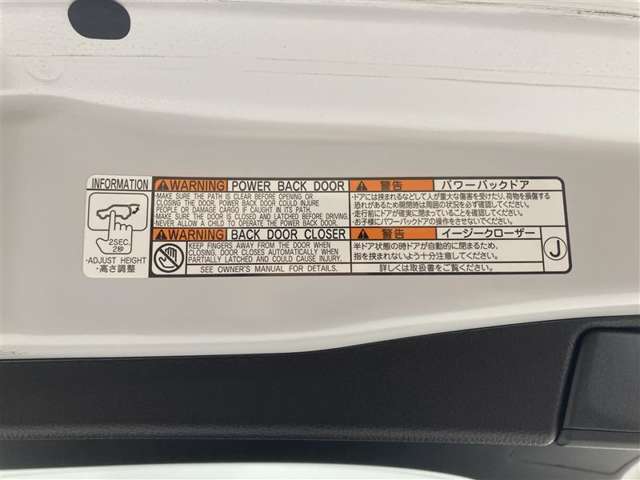 INFORMATION
2SEC.
2秒
·ADJUST HEIGHT
·高さ調整
WARNING POWER BACK DOOR
·MAKE SURE THE PATH IS CLEAR BEFORE OPENING OR
CLOSING THE DOOR. POWER BACK DOOR COULD INJURE
PEOPLE OR DAMAGE CARGO IF CAUGHT IN ITS PATH.
·MAKE SURE THE DOOR IS CLOSED AND LATCHED BEFORE DRIVING.
·NEVER ALLOW A CHILD TO OPERATE THE POWER BACK DOOR.
WARNING BACK DOOR CLOSER
KEEP FINGERS AWAY FROM THE DOOR WHEN
CLOSING. DOOR CLOSES AUTOMATICALLY WHEN
PARTIALLY LATCHED AND COULD CAUSE INJURY.
SEE OWNER'S MANUAL FOR DETAILS.
警告 パワーバックドア
·ドアにはさまれるなどして人が重大な傷害を受けたり、荷物を損傷する
恐れがあるため開閉時は周囲の状況を必ず確認してください。
·走行前にドアが確実に閉まっていることを確認してください。
·お子様にパワーバックドアの操作をさせないでください。
警告 イージークローザー
半ドア状態の時ドアが自動的に閉まるため、
指を挟まれないよう十分注意してください。
詳しくは取扱書をご覧ください。
J